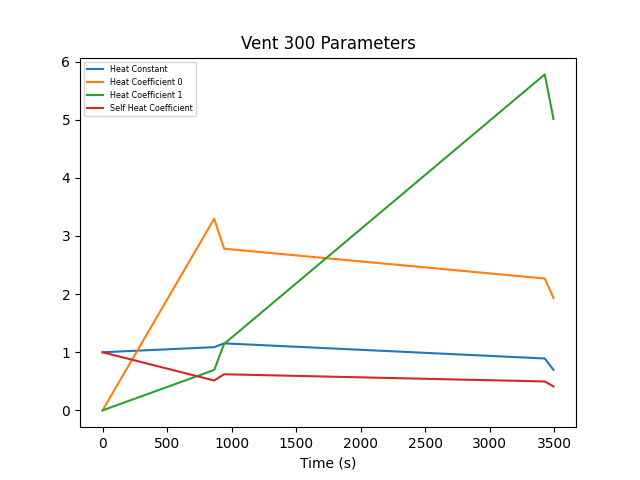 Vent 300 Parameters
Heat Constant
Heat Coefficient 0
Heat Coefficient 1
Self Heat Coefficient
6
5
4
3
2
1
0
0 500 1000 1500 2000 2500 3000 3500
Time (s)